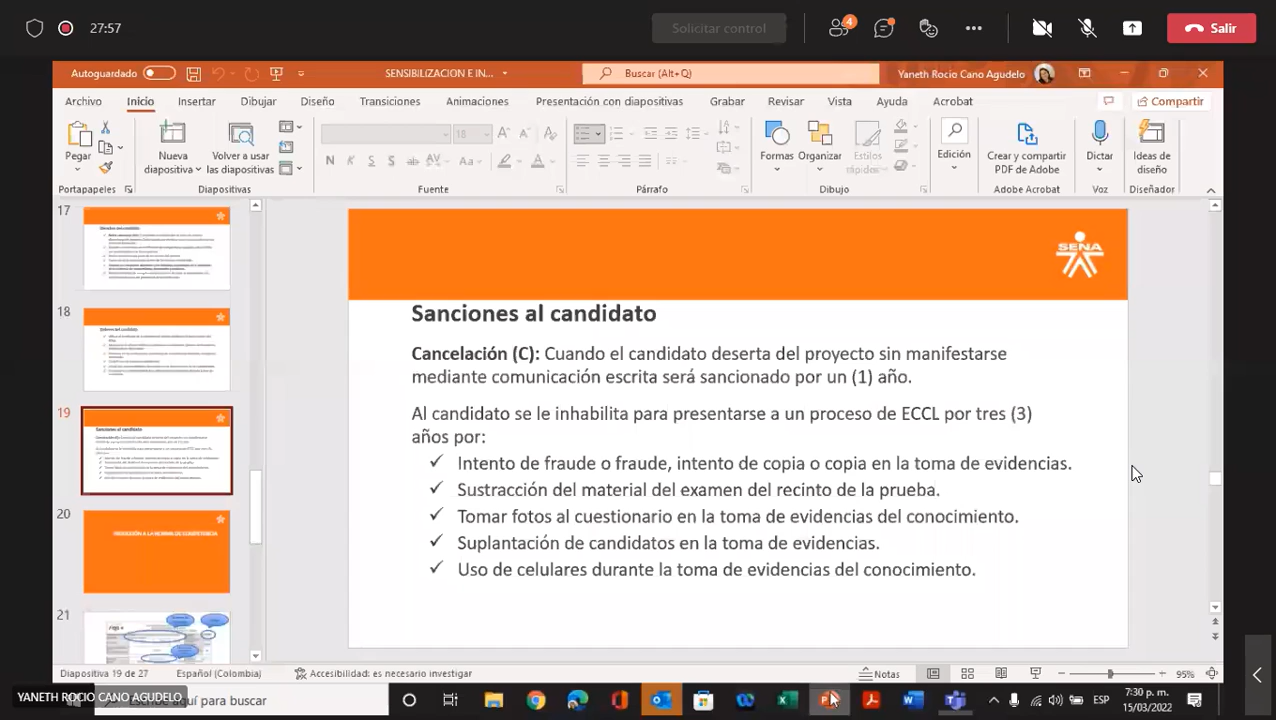 27:57
Solicitar control
4
Salir
Autoguardado
SENSIBILIZACION E IN...
Buscar (Alt+Q)
Yaneth Rocio Cano Agudelo
Archivo
Inicio
Insertar
Dibujar
Diseño
Transiciones
Animaciones
Presentación con diapositivas
Grabar
Revisar
Vista
Ayuda
Acrobat
Compartir
18
N K S S ab AV Aa A
Pegar
Nueva
diapositiva
Volver a usar
las diapositivas
Formas
Organizar
Estilos
rápidos
Edición
Crear y compartir
PDF de Adobe
Dictar
Ideas de
diseño
Portapapeles
Diapositivas
Fuente
Párrafo
Dibujo
Adobe Acrobat
Voz
Diseñador
17
18
19
Sanciones al candidato
20
21
SENA
Sanciones al candidato
Cancelación (C): Cuando el candidato deserta del proyecto sin manifestarse
mediante comunicación escrita será sancionado por un (1) año.
Al candidato se le inhabilita para presentarse a un proceso de ECCL por tres (3)
años por:
✓ Intento de fraude o fraude, intento de copia o copia en la toma de evidencias.
✓ Sustracción del material del examen del recinto de la prueba.
✓ Tomar fotos al cuestionario en la toma de evidencias del conocimiento.
✓ Suplantación de candidatos en la toma de evidencias.
✓ Uso de celulares durante la toma de evidencias del conocimiento.
Diapositiva 19 de 27
Español (Colombia)
Accesibilidad: es necesario investigar
Notas
95%
YANETH ROCIO CANO AGUDELO
Escribe aquí para buscar
ESP
7:30 p. m.
15/03/2022